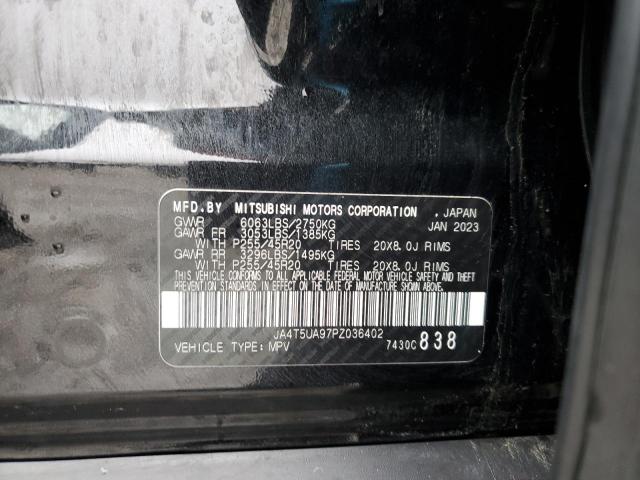 MFD.BY MITSUBISHI MOTORS CORPORATION , JAPAN
GVWR 6063LBS/2750KG JAN 2023
GAWR FR 3053LBS/1385KG
WITH P255/45R20 TIRES 20X8.0J RIMS
GAWR RR 3296LBS/1495KG
WITH P255/45R20 TIRES 20X8.0J RIMS
THIS VEHICLE CONFORMS TO ALL APPLICABLE FEDERAL MOTOR VEHICLE SAFETY
PREVENTION STANDARDS IN EFFECT ON THE DATE OF MANUFACTURE SHOWN ABOVE.
JA4T5UA97PZ036402
VEHICLE TYPE: MPV 7430C 838